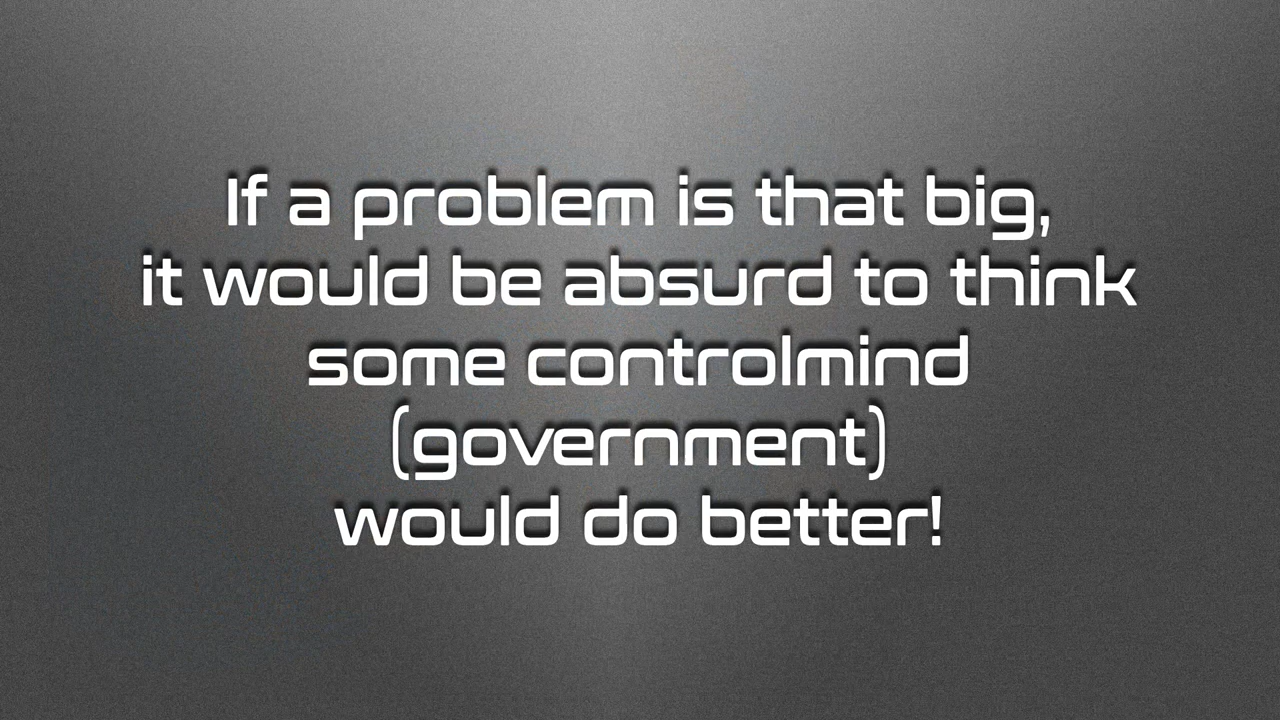 If a problem is that big,
it would be absurd to think
some controlmind
(government)
would do better!